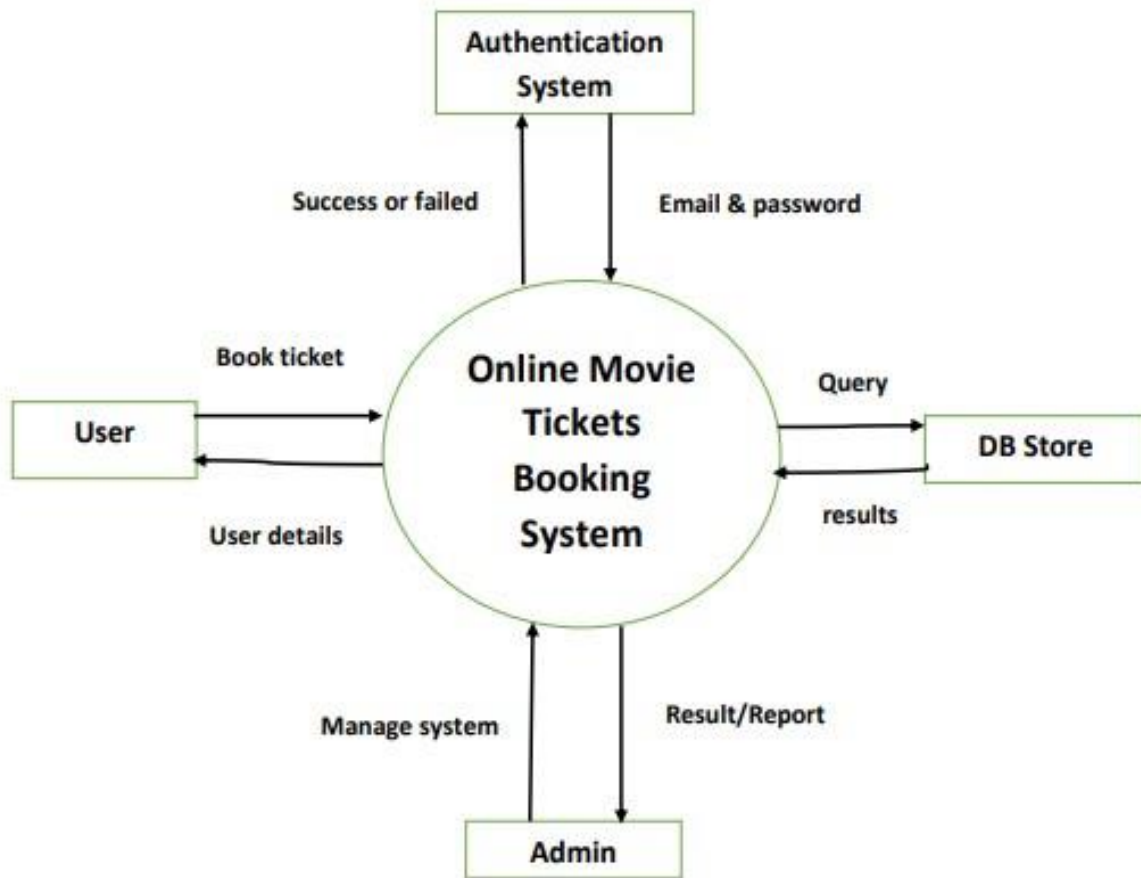 Authentication
System
Success or failed
Email & password
Book ticket
Online Movie
Tickets
Booking
System
Query
User
DB Store
User details
results
Manage system
Result/Report
Admin